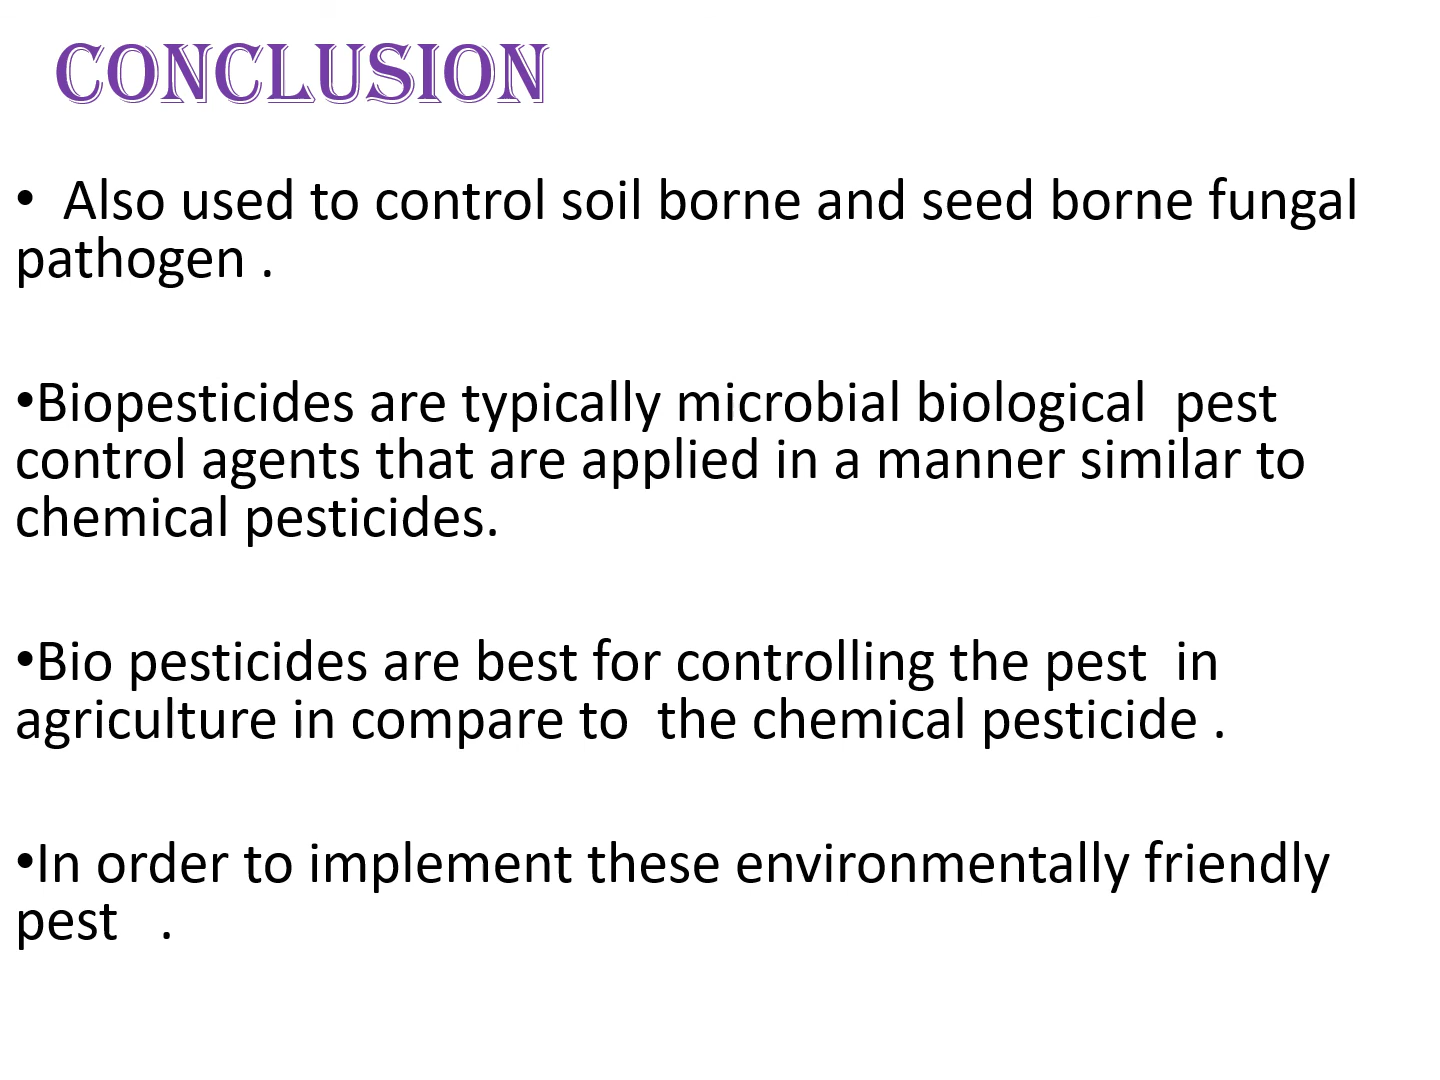 CONCLUSION
• Also used to control soil borne and seed borne fungal
pathogen .
•Biopesticides are typically microbial biological  pest
control agents that are applied in a manner similar to
chemical pesticides.
•Bio pesticides are best for controlling the pest  in
agriculture in compare to  the chemical pesticide .
•In order to implement these environmentally friendly
pest   .